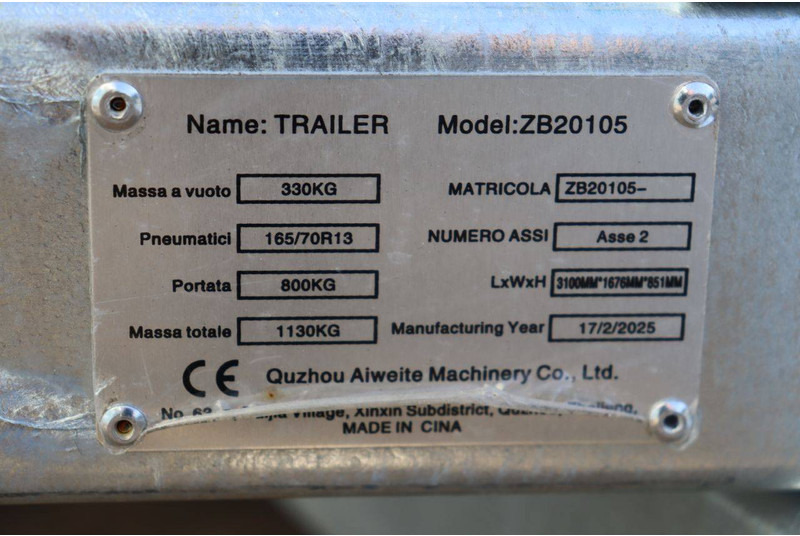 Name: TRAILER Model:ZB20105
Massa a vuoto 330KG MATRICOLA ZB20105-
Pneumatici 165/70R13 NUMERO ASSI Asse 2
Portata 800KG LxWxH 3100MM*1676MM*851MM
Massa totale 1130KG Manufacturing Year 17/2/2025
CE Quzhou Aiweite Machinery Co., Ltd.
No. Village, Xinxin Subdistrict,
MADE IN CINA